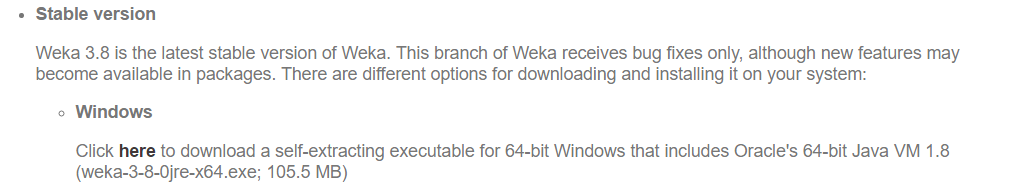 Stable version
Weka 3.8 is the latest stable version of Weka. This branch of Weka receives bug fixes only, although new features may
become available in packages. There are different options for downloading and installing it on your system:
Windows
Click here to download a self-extracting executable for 64-bit Windows that includes Oracle's 64-bit Java VM 1.8
(weka-3-8-0jre-x64.exe; 105.5 MB)